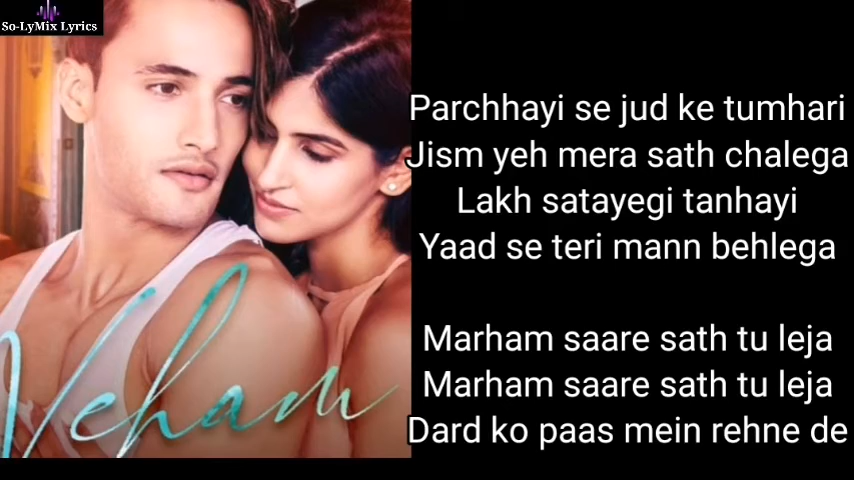 So-LyMix Lyrics
Veham
Parchhayi se jud ke tumhari
Jism yeh mera sath chalega
Lakh satayegi tanhayi
Yaad se teri mann behlega
Marham saare sath tu leja
Marham saare sath tu leja
Dard ko paas mein rehne de